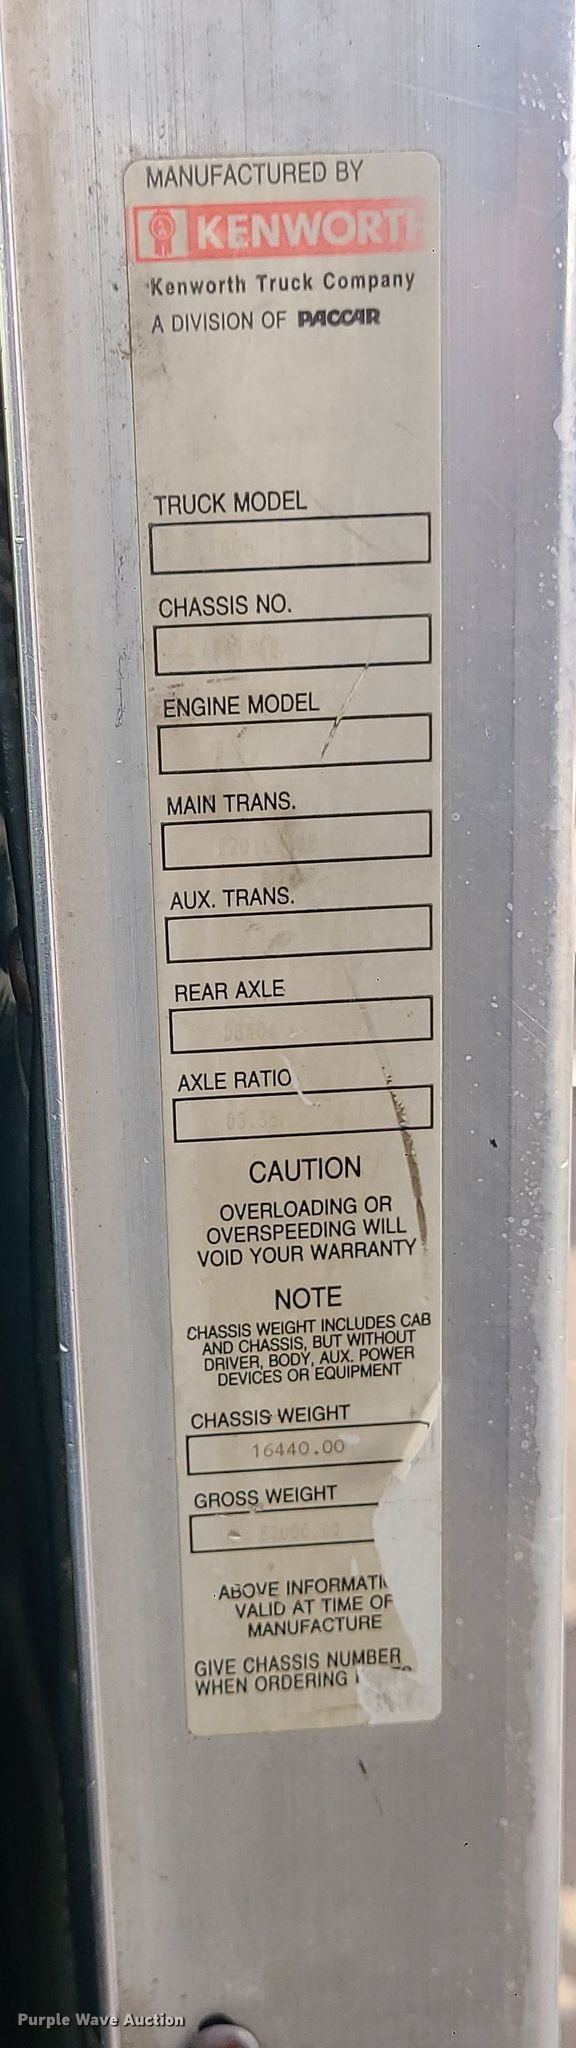 MANUFACTURED BY
KENWORTH
Kenworth Truck Company
A DIVISION OF PACCAR
TRUCK MODEL
CHASSIS NO.
ENGINE MODEL
MAIN TRANS.
AUX. TRANS.
REAR AXLE
AXLE RATIO
CAUTION
OVERLOADING OR
OVERSPEEDING WILL
VOID YOUR WARRANTY
NOTE
CHASSIS WEIGHT INCLUDES CAB
AND CHASSIS, BUT WITHOUT
DRIVER, BODY, AUX. POWER
DEVICES OR EQUIPMENT
CHASSIS WEIGHT
16440.00
GROSS WEIGHT
ABOVE INFORMATI
VALID AT TIME OF
MANUFACTURE
GIVE CHASSIS NUMBER
WHEN ORDERING
Purple Wave Auction